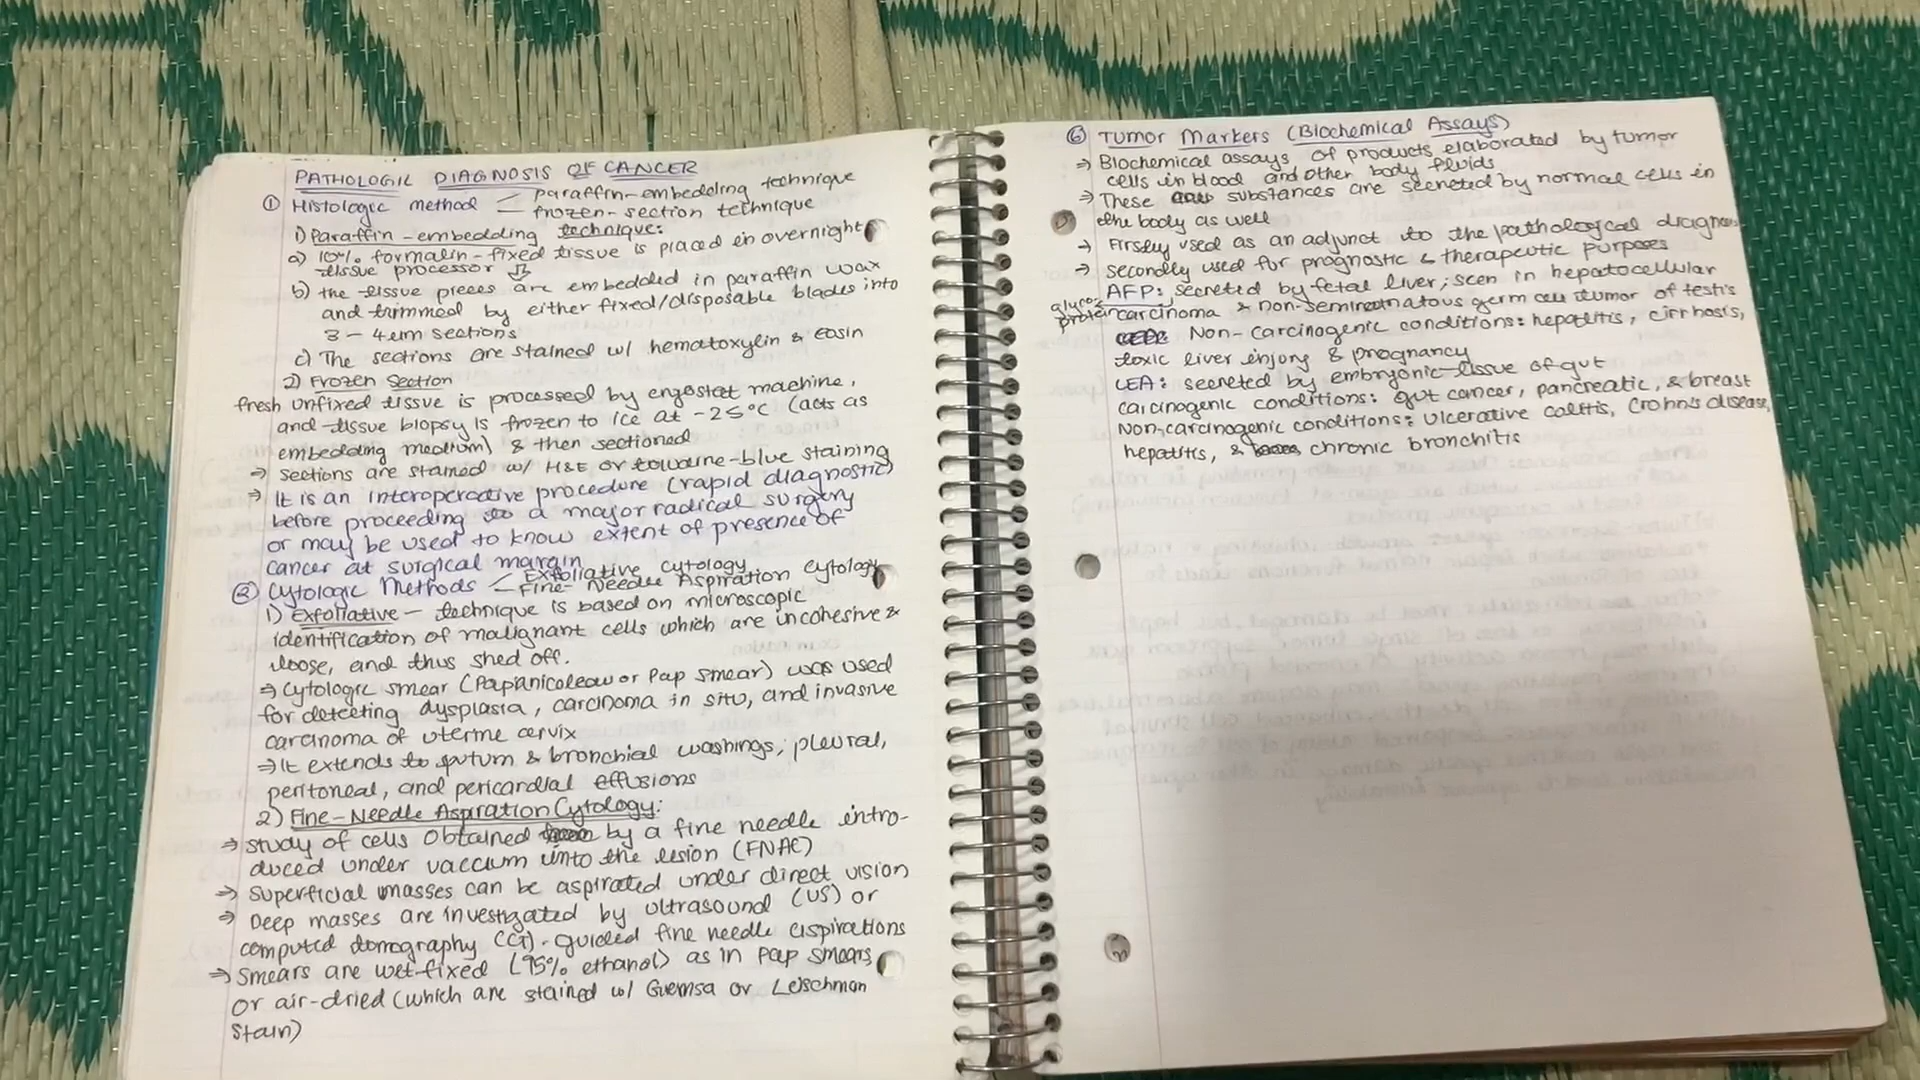 PATHOLOGIC DIAGNOSIS OF CANCER
① Histologic method < paraffin-embedding technique
frozen-section technique
1) Paraffin-embedding technique:
a) 10% formalin-fixed tissue is placed in overnight
tissue processor
b) the tissue pieces are embedded in paraffin wax
and trimmed by either fixed/disposable blades into
3-4um sections
c) The sections are stained w/ hematoxylin & eosin
2) Frozen Section
fresh unfixed tissue is processed by machine,
and tissue biopsy is frozen to ice at -25°C (acts as
embedding medium) & then sectioned
⇒ sections are stained w/ H&E or staining
⇒ It is an interoperative procedure (rapid diagnostic)
before proceeding to a major radical surgery
or may be used to know extent of presence of
cancer at surgical margin
② Cytologic Methods < Exfoliative cytology
Fine-Needle Aspiration Cytology
1) Exfoliative - technique is based on microscopic
identification of malignant cells which are incohesive &
loose, and thus shed off.
⇒ Cytologic smear (Papanicoleow or Pap smear) was used
for detecting dysplasia, carcinoma in situ, and invasive
carcinoma of uterine cervix
⇒ It extends to sputum & bronchial washings; pleural,
peritoneal, and pericardial effusions
2) Fine-Needle Aspiration Cytology:
⇒ study of cells obtained by a fine needle intro-
duced under vaccum into the lesion (FNAC)
⇒ Superficial masses can be aspirated under direct vision
⇒ Deep masses are investigated by ultrasound (US) or
computed tomography (CT)-guided fine needle aspirations
⇒ Smears are wet-fixed (95% ethanol) as in Pap smears
or air-dried (which are stained w/ Giemsa or Leischman
Stain)
⑥ Tumor Markers (Biochemical Assays)
⇒ Biochemical assays of products elaborated by tumor
cells in blood and other body fluids
⇒ These substances are secreted by normal cells in
the body as well
→ Firstly used as an adjunct to the pathological
→ secondly used for prognostic & therapeutic purposes
AFP: secreted by fetal liver; seen in hepatocellular
glyco protein carcinoma & germ cell tumor of testis
Non-carcinogenic conditions: hepatitis, cirrhosis,
toxic liver injury & pregnancy
CEA: secreted by embryonic tissue of gut
carcinogenic conditions: gut cancer, pancreatic, & breast
Non-carcinogenic conditions: Ulcerative colitis, Crohn's disease,
hepatitis, & chronic bronchitis